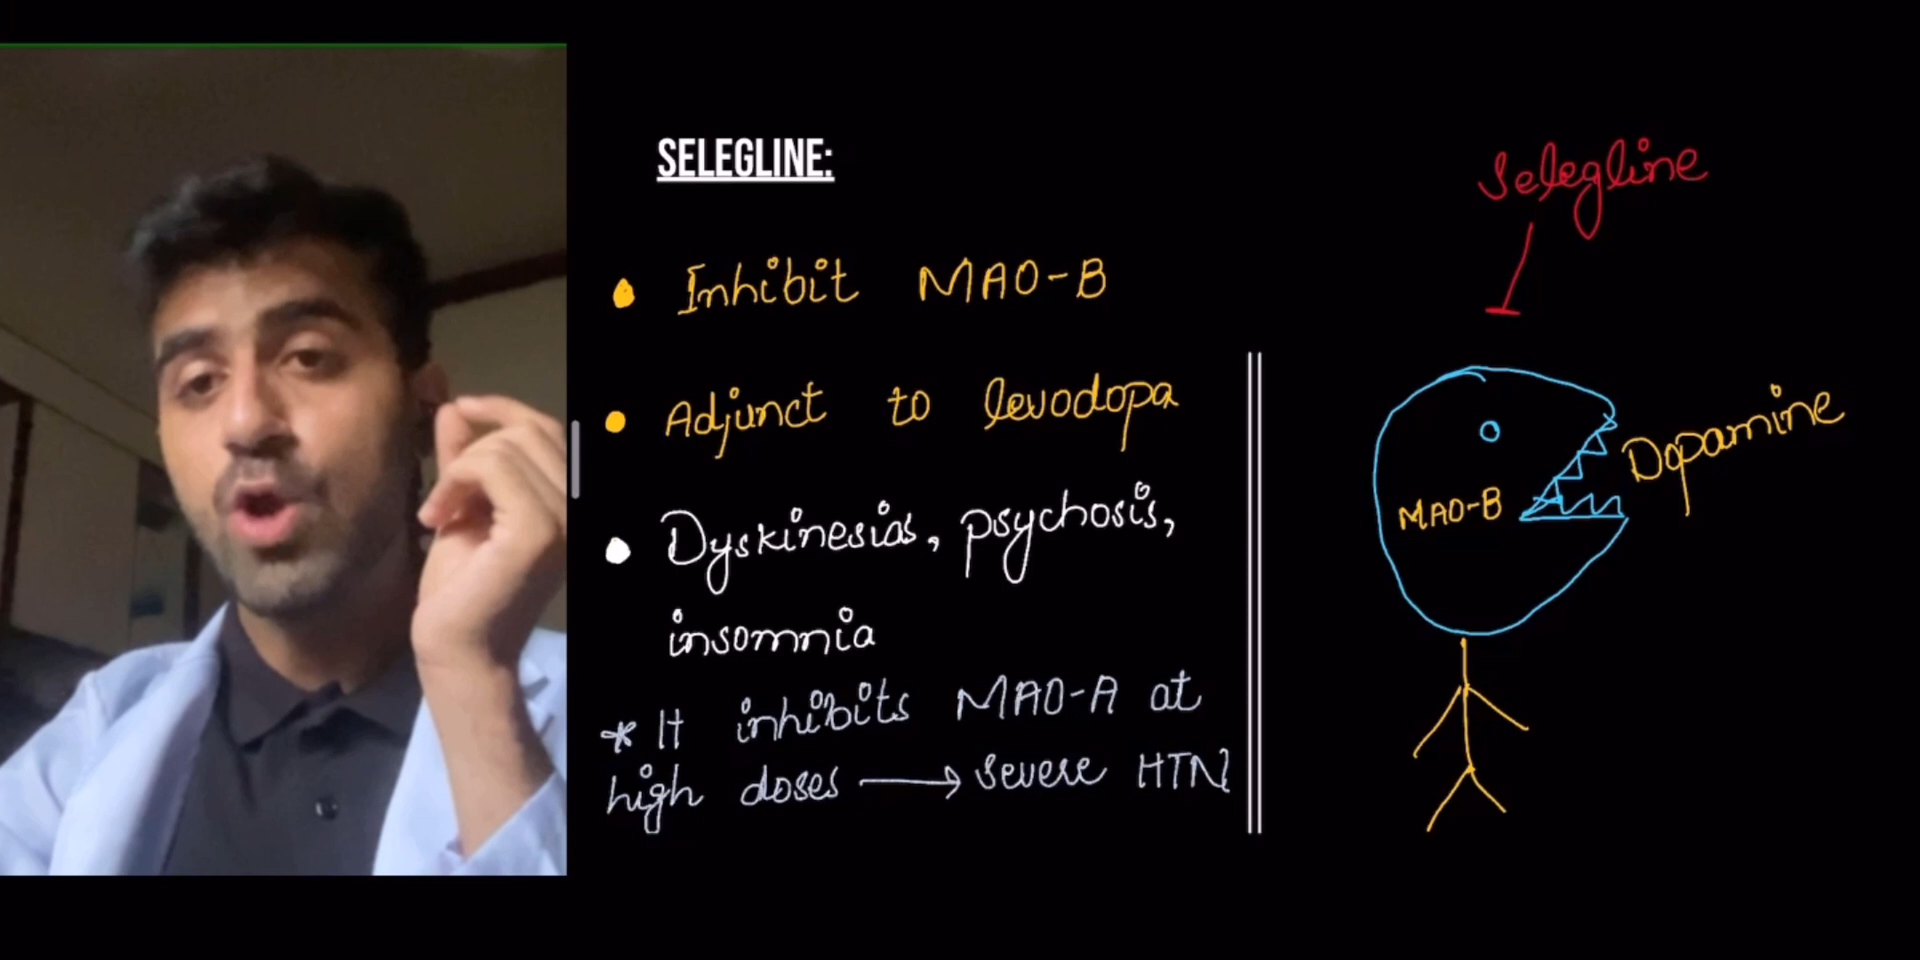 SELEGLINE:
• Inhibit MAO-B
• Adjunct to levodopa
• Dyskinesias, psychosis,
insomnia
* It inhibits MAO-A at
high doses → severe HTN
Selegline
Dopamine
MAO-B